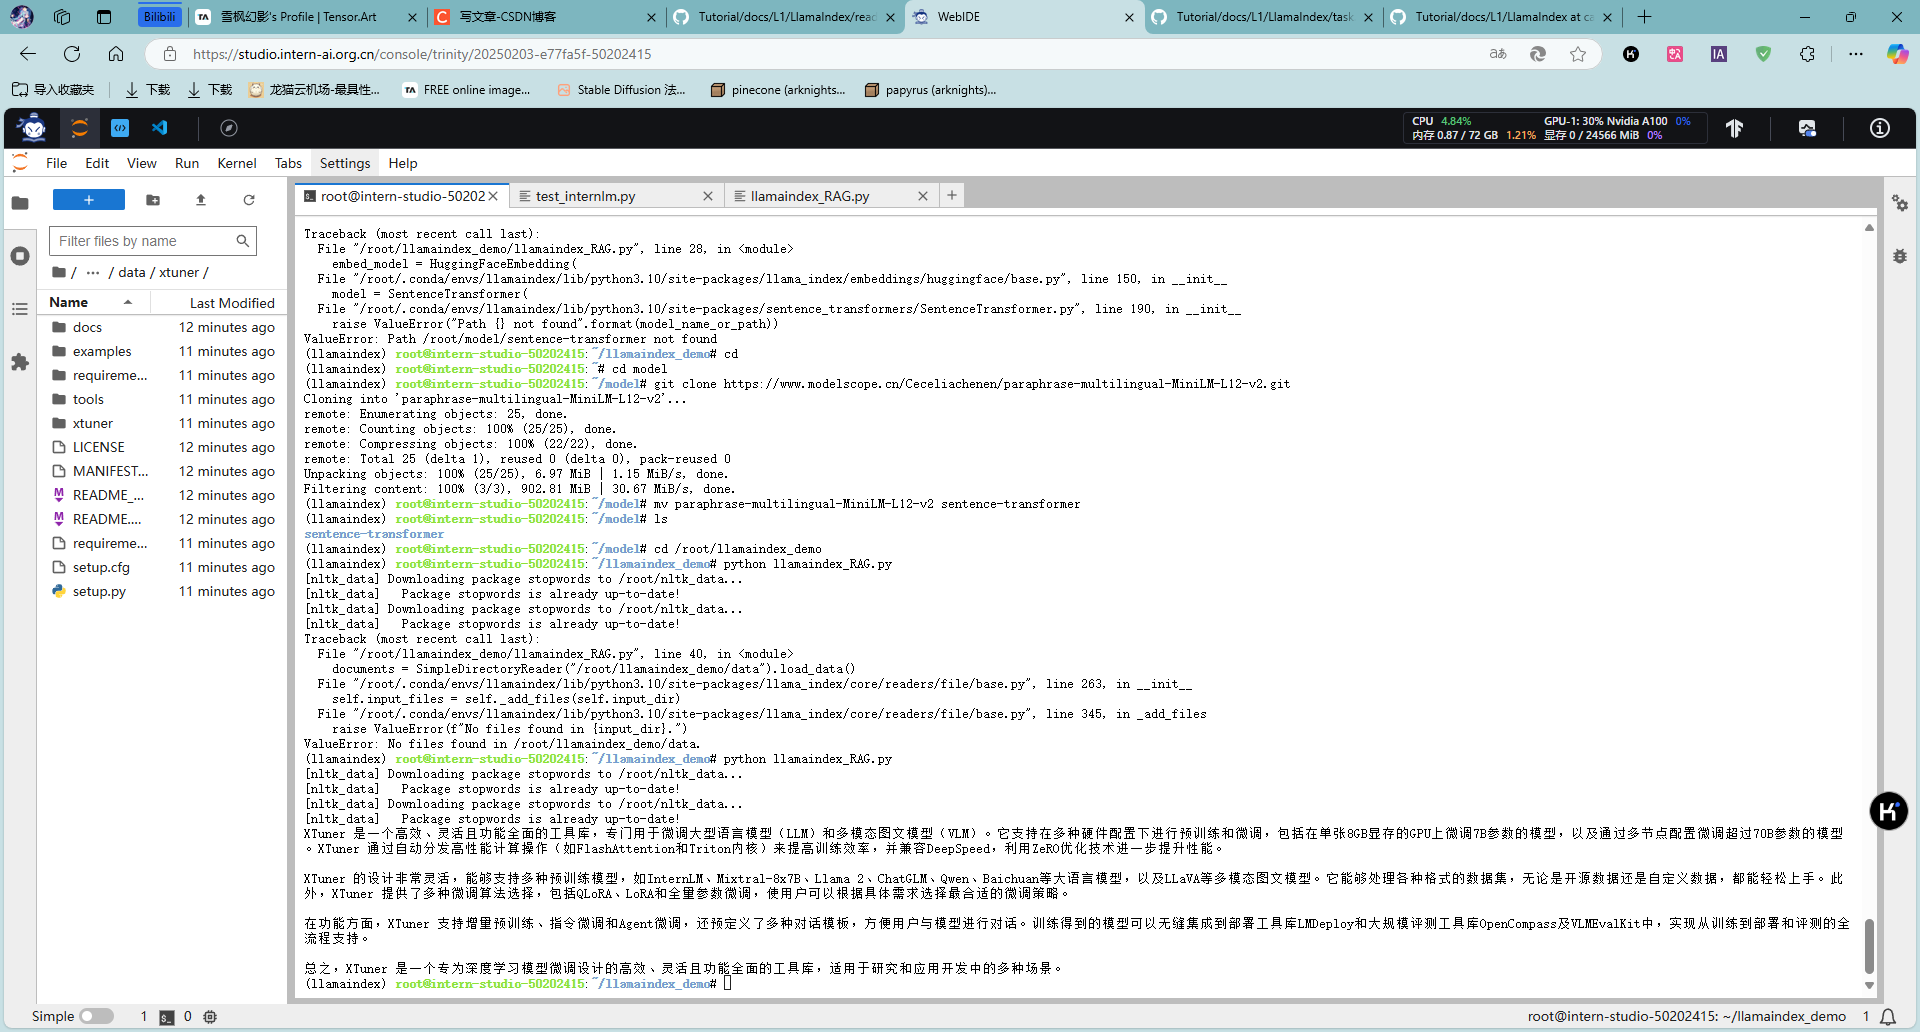 Bilibili
TA 雪枫幻影's Profile | Tensor.Art
写文章-CSDN博客
Tutorial/docs/L1/LlamaIndex/read
WebIDE
Tutorial/docs/L1/LlamaIndex/task
Tutorial/docs/L1/LlamaIndex at ca
https://studio.intern-ai.org.cn/console/trinity/20250203-e77fa5f-50202415
导入收藏夹
下载
下载
龙猫云机场-最具性...
TA FREE online image...
Stable Diffusion 法...
pinecone (arknights...
papyrus (arknights)...
CPU 4.84%
GPU-1: 30% Nvidia A100 0%
内存 0.87 / 72 GB 1.21%
显存 0 / 24566 MiB 0%
File Edit View Run Kernel Tabs Settings Help
root@intern-studio-50202
test_internlm.py
llamaindex_RAG.py
Filter files by name
/ ... / data / xtuner /
Name Last Modified
docs 12 minutes ago
examples 11 minutes ago
requireme... 11 minutes ago
tools 11 minutes ago
xtuner 11 minutes ago
LICENSE 12 minutes ago
MANIFEST... 12 minutes ago
README_... 12 minutes ago
README.... 12 minutes ago
requireme... 11 minutes ago
setup.cfg 11 minutes ago
setup.py 11 minutes ago
Traceback (most recent call last):
File "/root/llamaindex_demo/llamaindex_RAG.py", line 28, in <module>
embed_model = HuggingFaceEmbedding(
File "/root/.conda/envs/llamaindex/lib/python3.10/site-packages/llama_index/embeddings/huggingface/base.py", line 150, in __init__
model = SentenceTransformer(
File "/root/.conda/envs/llamaindex/lib/python3.10/site-packages/sentence_transformers/SentenceTransformer.py", line 190, in __init__
raise ValueError("Path {} not found".format(model_name_or_path))
ValueError: Path /root/model/sentence-transformer not found
(llamaindex) root@intern-studio-50202415:~/llamaindex_demo# cd
(llamaindex) root@intern-studio-50202415:~# cd model
(llamaindex) root@intern-studio-50202415:~/model# git clone https://www.modelscope.cn/Ceceliachenen/paraphrase-multilingual-MiniLM-L12-v2.git
Cloning into 'paraphrase-multilingual-MiniLM-L12-v2'...
remote: Enumerating objects: 25, done.
remote: Counting objects: 100% (25/25), done.
remote: Compressing objects: 100% (22/22), done.
remote: Total 25 (delta 1), reused 0 (delta 0), pack-reused 0
Unpacking objects: 100% (25/25), 6.97 MiB | 1.15 MiB/s, done.
Filtering content: 100% (3/3), 902.81 MiB | 30.67 MiB/s, done.
(llamaindex) root@intern-studio-50202415:~/model# mv paraphrase-multilingual-MiniLM-L12-v2 sentence-transformer
(llamaindex) root@intern-studio-50202415:~/model# ls
sentence-transformer
(llamaindex) root@intern-studio-50202415:~/model# cd /root/llamaindex_demo
(llamaindex) root@intern-studio-50202415:~/llamaindex_demo# python llamaindex_RAG.py
[nltk_data] Downloading package stopwords to /root/nltk_data...
[nltk_data]   Package stopwords is already up-to-date!
[nltk_data] Downloading package stopwords to /root/nltk_data...
[nltk_data]   Package stopwords is already up-to-date!
Traceback (most recent call last):
File "/root/llamaindex_demo/llamaindex_RAG.py", line 40, in <module>
documents = SimpleDirectoryReader("/root/llamaindex_demo/data").load_data()
File "/root/.conda/envs/llamaindex/lib/python3.10/site-packages/llama_index/core/readers/file/base.py", line 263, in __init__
self.input_files = self._add_files(self.input_dir)
File "/root/.conda/envs/llamaindex/lib/python3.10/site-packages/llama_index/core/readers/file/base.py", line 345, in _add_files
raise ValueError(f"No files found in {input_dir}.")
ValueError: No files found in /root/llamaindex_demo/data.
(llamaindex) root@intern-studio-50202415:~/llamaindex_demo# python llamaindex_RAG.py
[nltk_data] Downloading package stopwords to /root/nltk_data...
[nltk_data]   Package stopwords is already up-to-date!
[nltk_data] Downloading package stopwords to /root/nltk_data...
[nltk_data]   Package stopwords is already up-to-date!
XTuner 是一个高效、灵活且功能全面的工具库，专门用于微调大型语言模型（LLM）和多模态图文模型（VLM）。它支持在多种硬件配置下进行预训练和微调，包括在单张8GB显存的GPU上微调7B参数的模型，以及通过多节点配置微调超过70B参数的模型
。XTuner 通过自动分发高性能计算操作（如FlashAttention和Triton内核）来提高训练效率，并兼容DeepSpeed，利用ZeRO优化技术进一步提升性能。
XTuner 的设计非常灵活，能够支持多种预训练模型，如InternLM、Mixtral-8x7B、Llama 2、ChatGLM、Qwen、Baichuan等大语言模型，以及LLaVA等多模态图文模型。它能够处理各种格式的数据集，无论是开源数据还是自定义数据，都能轻松上手。此
外，XTuner 提供了多种微调算法选择，包括QLoRA、LoRA和全量参数微调，使用户可以根据具体需求选择最合适的微调策略。
在功能方面，XTuner 支持增量预训练、指令微调和Agent微调，还预定义了多种对话模板，方便用户与模型进行对话。训练得到的模型可以无缝集成到部署工具库LMDeploy和大规模评测工具库OpenCompass及VLMEvalKit中，实现从训练到部署和评测的全
流程支持。
总之，XTuner 是一个专为深度学习模型微调设计的高效、灵活且功能全面的工具库，适用于研究和应用开发中的多种场景。
(llamaindex) root@intern-studio-50202415:~/llamaindex_demo#
Simple 1 0
root@intern-studio-50202415: ~/llamaindex_demo 1